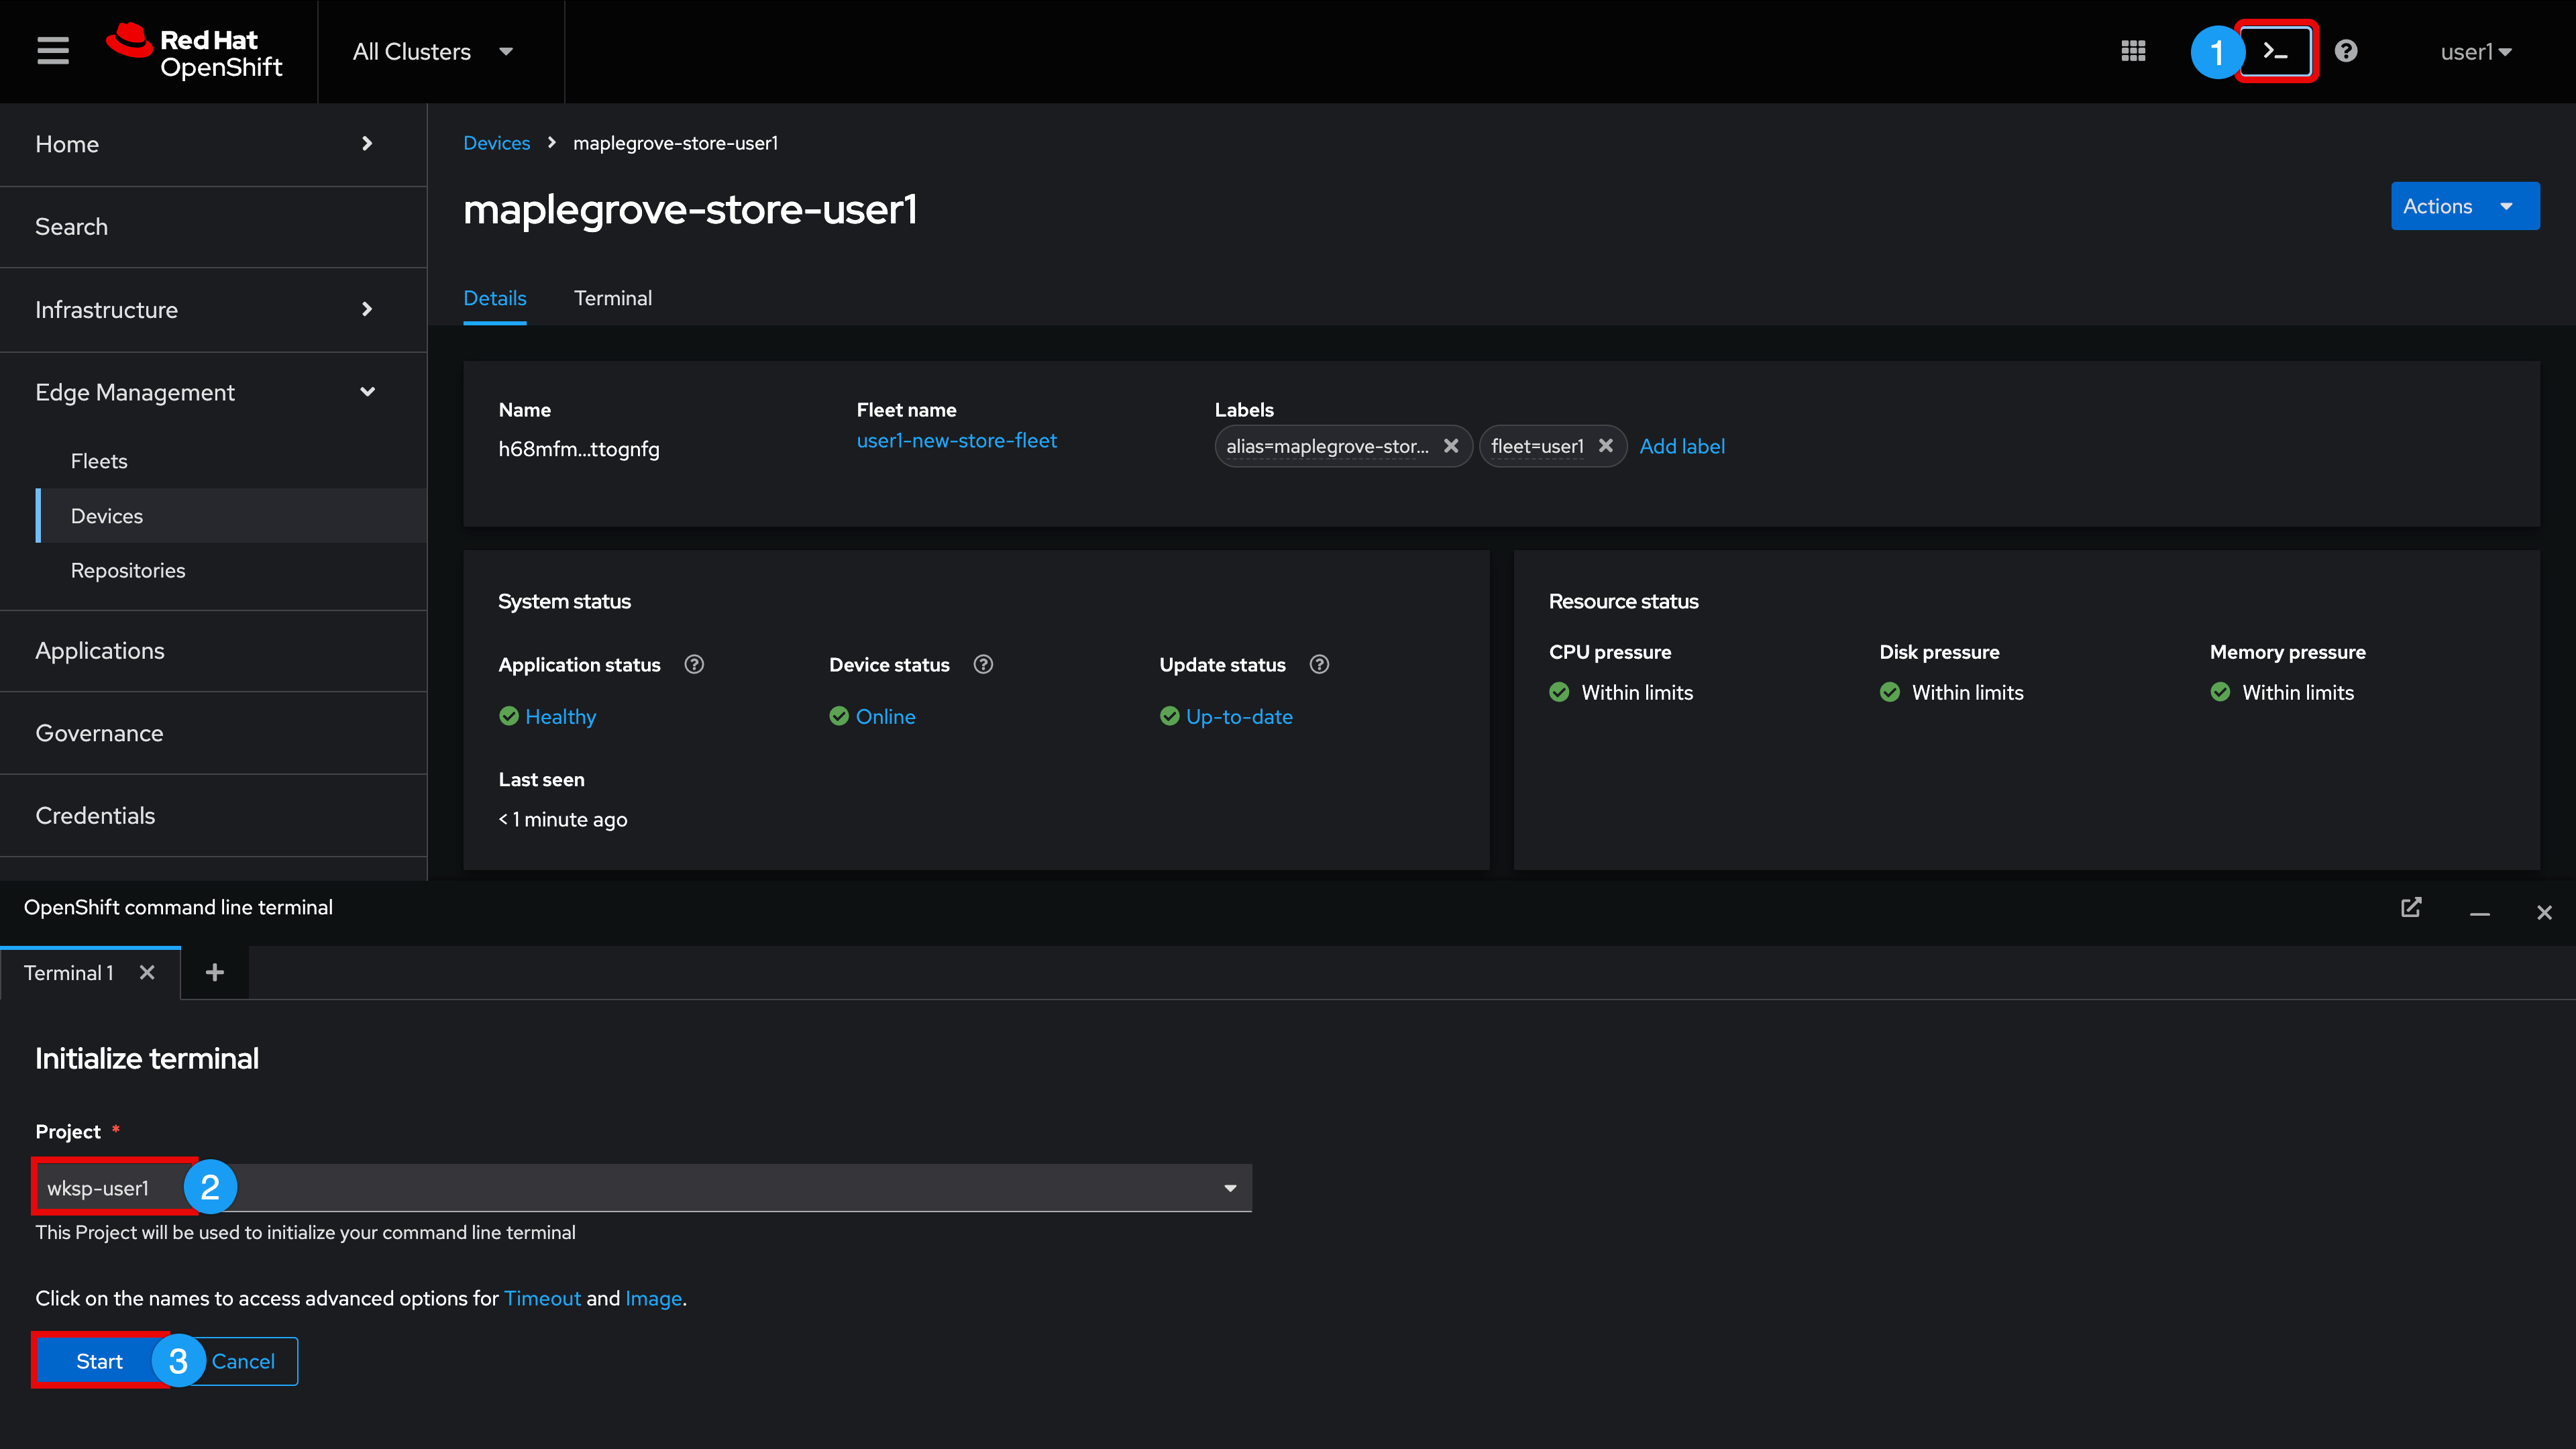 Red Hat
OpenShift
All Clusters
1
>_
user1
Home
Search
Infrastructure
Edge Management
Fleets
Devices
Repositories
Applications
Governance
Credentials
Devices > maplegrove-store-user1
maplegrove-store-user1
Actions
Details Terminal
Name Fleet name Labels
h68mfm...ttognfg user1-new-store-fleet alias=maplegrove-stor... fleet=user1 Add label
System status
Application status Device status Update status
Healthy Online Up-to-date
Last seen
< 1 minute ago
Resource status
CPU pressure Disk pressure Memory pressure
Within limits Within limits Within limits
OpenShift command line terminal
Terminal 1
Initialize terminal
Project *
wksp-user1 2
This Project will be used to initialize your command line terminal
Click on the names to access advanced options for Timeout and Image.
Start 3 Cancel